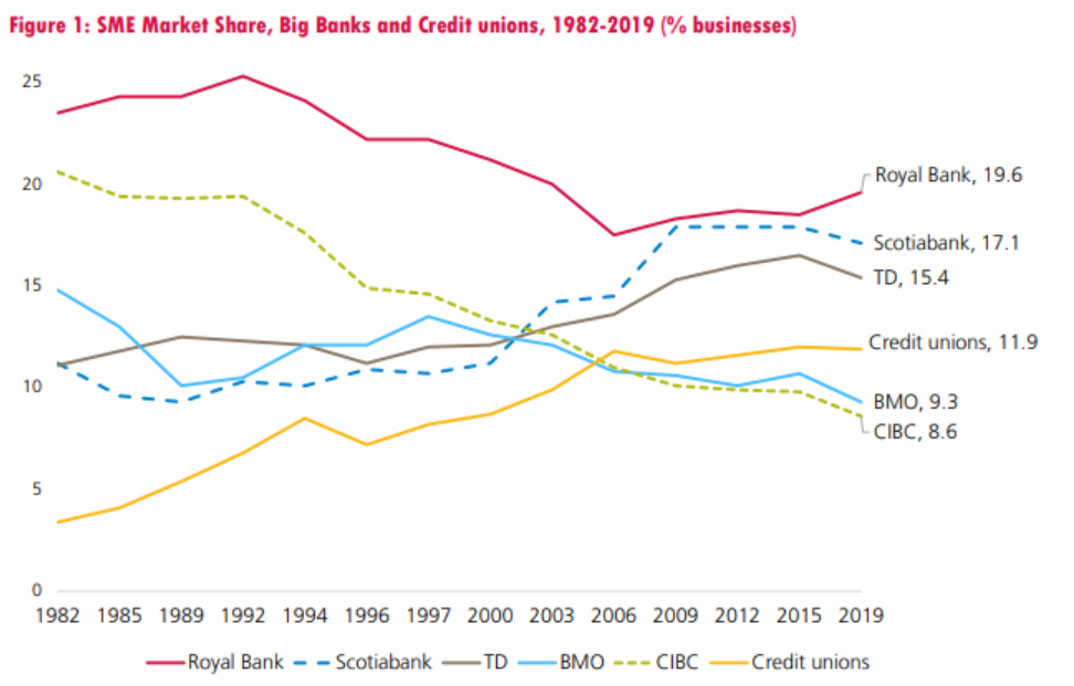 Figure 1: SME Market Share, Big Banks and Credit unions, 1982-2019 (% businesses)
25
20
15
10
5
0
Royal Bank, 19.6
Scotiabank, 17.1
TD, 15.4
Credit unions, 11.9
BMO, 9.3
CIBC, 8.6
1982 1985 1989 1992 1994 1996 1997 2000 2003 2006 2009 2012 2015 2019
Royal Bank Scotiabank TD BMO CIBC Credit unions